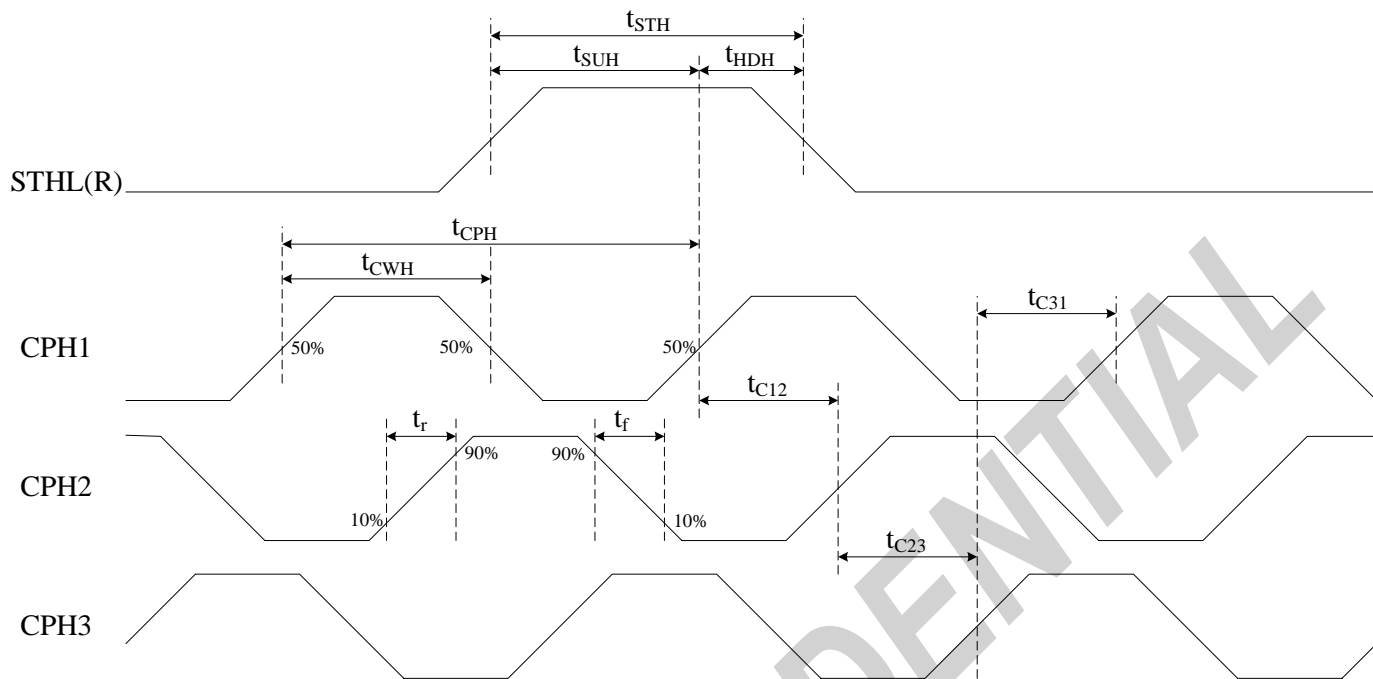 tSTH
tSUH
tHDH
STHL(R)
tCPH
tCWH
tC31
CPH1
50%
50%
50%
tC12
tr
tf
90%
90%
CPH2
10%
10%
tC23
CPH3
DENTIAL